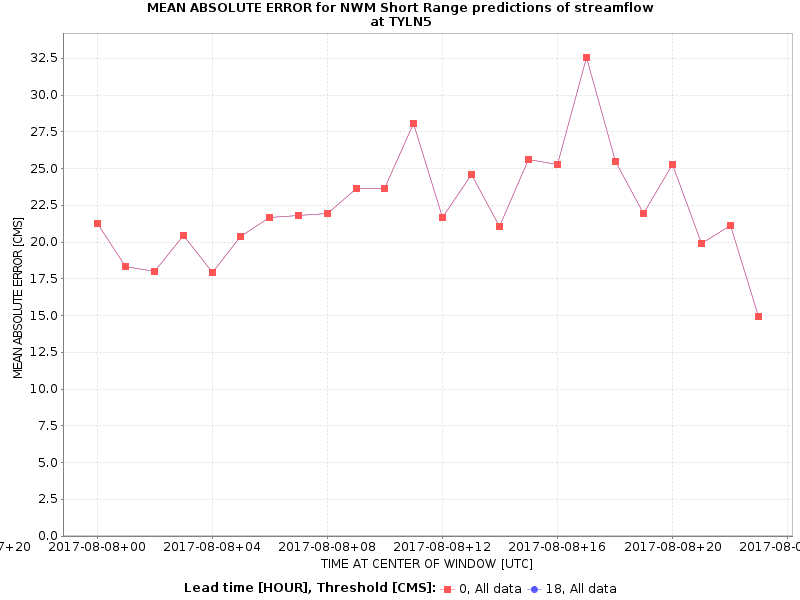 MEAN ABSOLUTE ERROR for NWM Short Range predictions of streamflow
at TYLN5
MEAN ABSOLUTE ERROR [CMS]
32.5
30.0
27.5
25.0
22.5
20.0
17.5
15.0
12.5
10.0
7.5
5.0
2.5
0.0
7+20 2017-08-08+00 2017-08-08+04 2017-08-08+08 2017-08-08+12 2017-08-08+16 2017-08-08+20 2017-08-0
TIME AT CENTER OF WINDOW [UTC]
Lead time [HOUR], Threshold [CMS]: 0, All data 18, All data